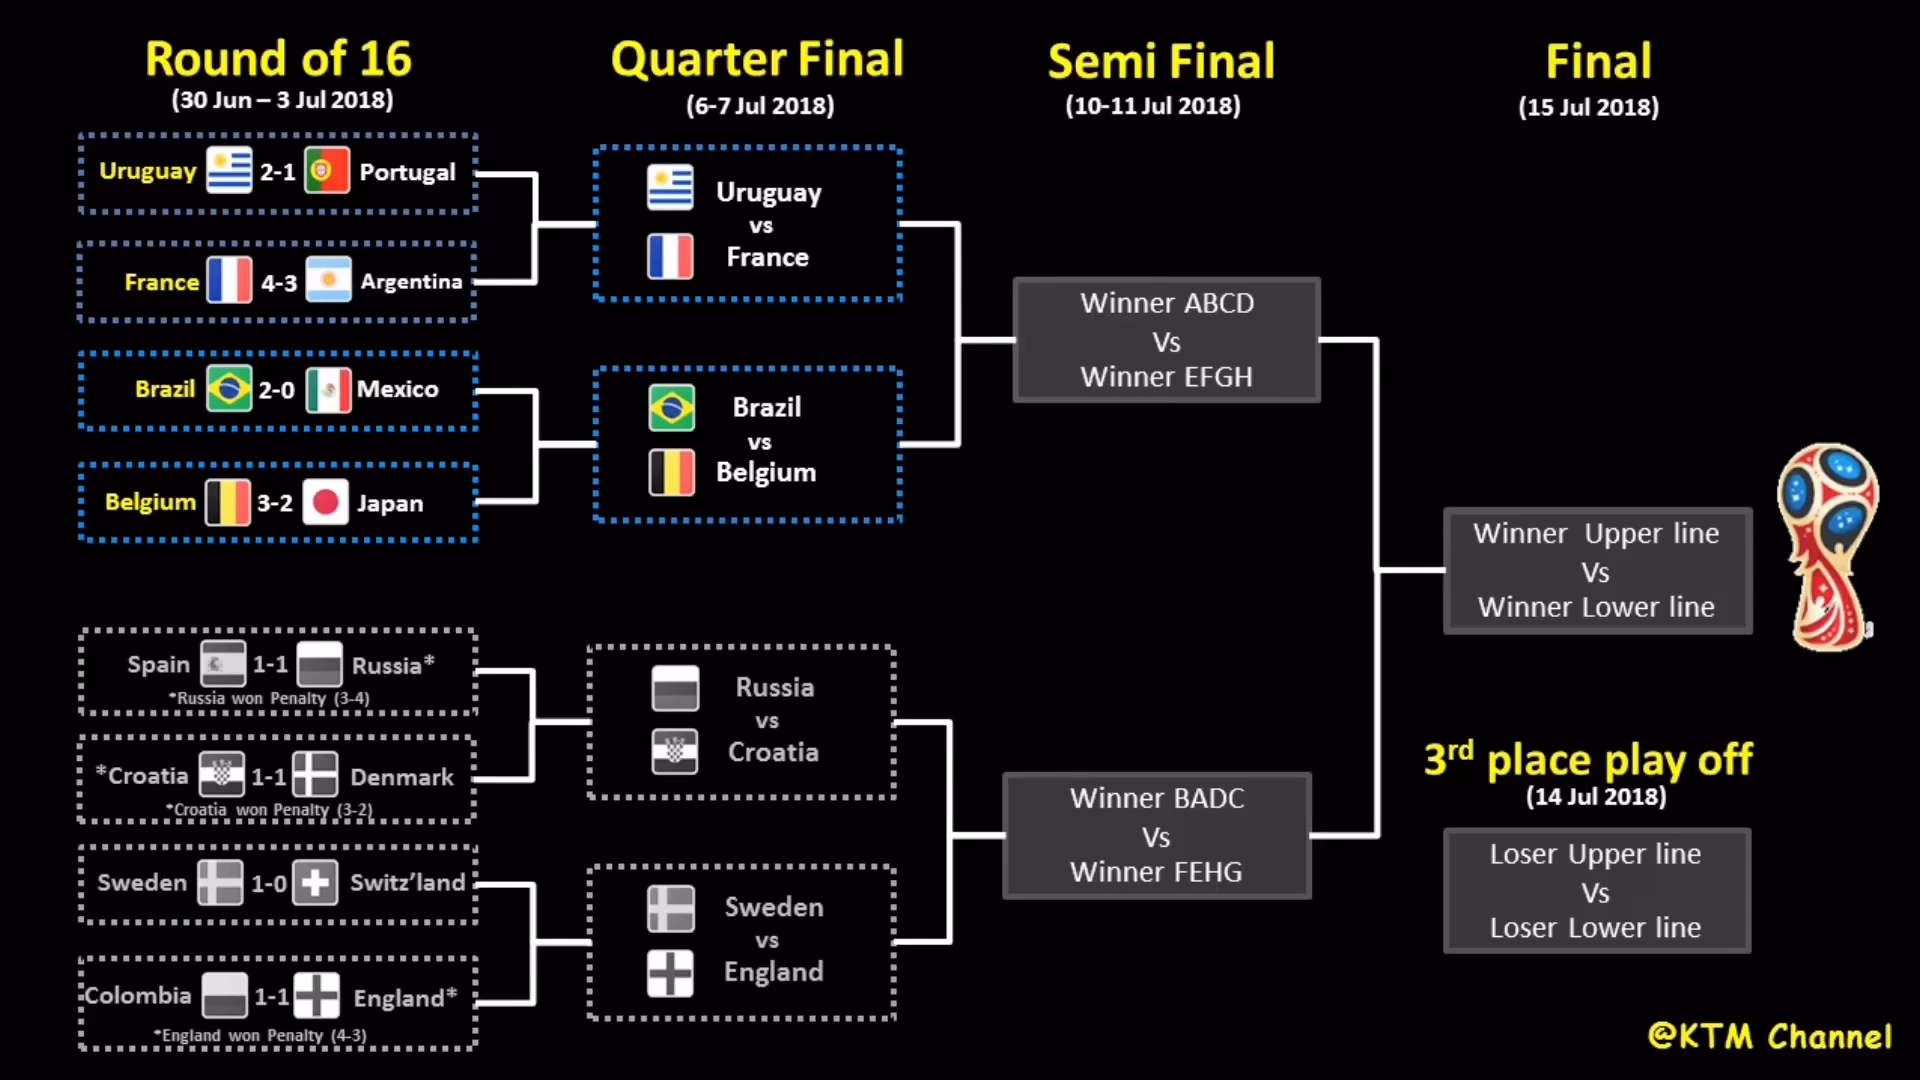 Round of 16
(30 Jun – 3 Jul 2018)
Uruguay 2-1 Portugal
France 4-3 Argentina
Brazil 2-0 Mexico
Belgium 3-2 Japan
Spain 1-1 Russia*
*Russia won Penalty (3-4)
*Croatia 1-1 Denmark
*Croatia won Penalty (3-2)
Sweden 1-0 Switz'land
Colombia 1-1 England*
*England won Penalty (4-3)
Quarter Final
(6-7 Jul 2018)
Uruguay
vs
France
Brazil
vs
Belgium
Russia
vs
Croatia
Sweden
vs
England
Semi Final
(10-11 Jul 2018)
Winner ABCD
Vs
Winner EFGH
Winner BADC
Vs
Winner FEHG
Final
(15 Jul 2018)
Winner Upper line
Vs
Winner Lower line
3rd place play off
(14 Jul 2018)
Loser Upper line
Vs
Loser Lower line
@KTM Channel